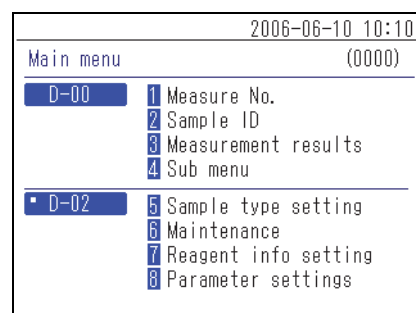 2006-06-10 10:10
Main menu (0000)
D-00 1 Measure No.
2 Sample ID
3 Measurement results
4 Sub menu
D-02 5 Sample type setting
6 Maintenance
7 Reagent info setting
8 Parameter settings